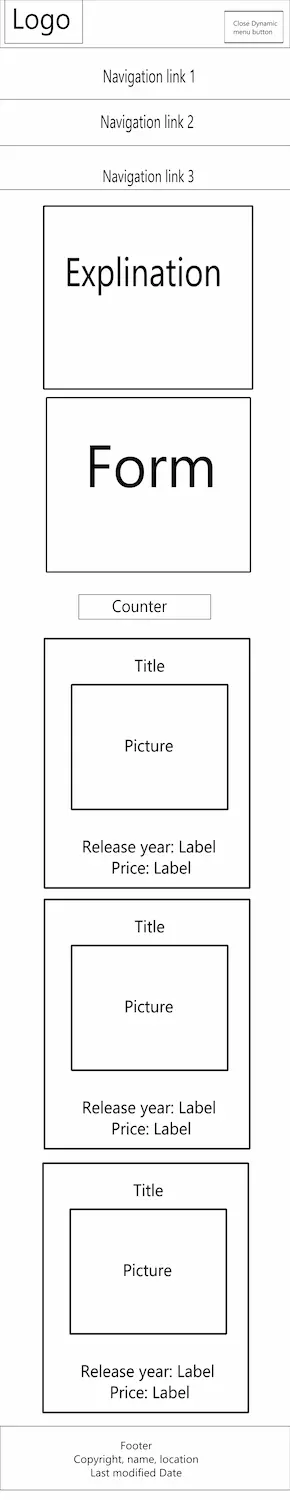 Logo
Close Dynamic
menu button
Navigation link 1
Navigation link 2
Navigation link 3
Explination
Form
Counter
Title
Picture
Release year: Label
Price: Label
Title
Picture
Release year: Label
Price: Label
Title
Picture
Release year: Label
Price: Label
Footer
Copyright, name, location
Last modified Date